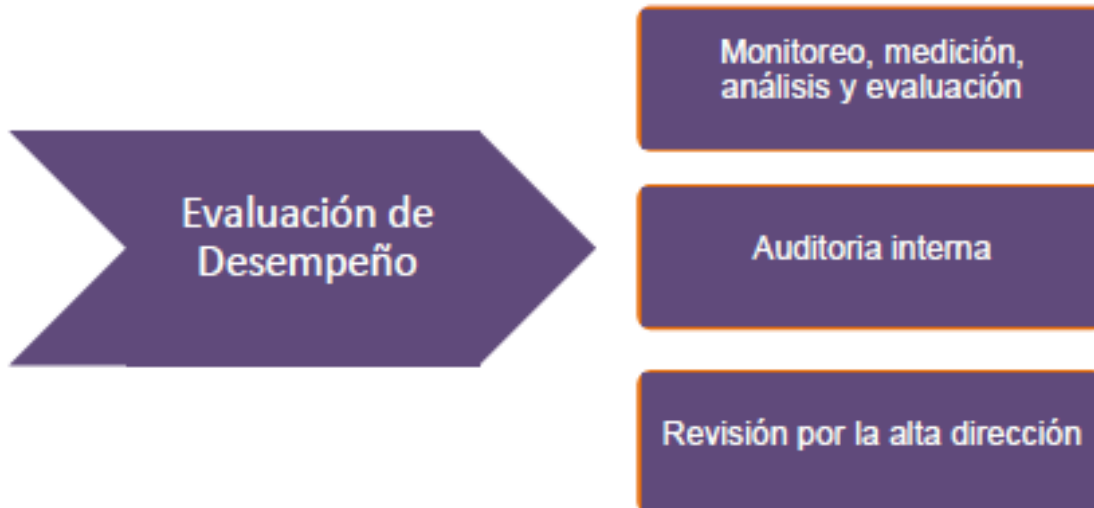 Evaluación de
Desempeño
Monitoreo, medición,
análisis y evaluación
Auditoria interna
Revisión por la alta dirección